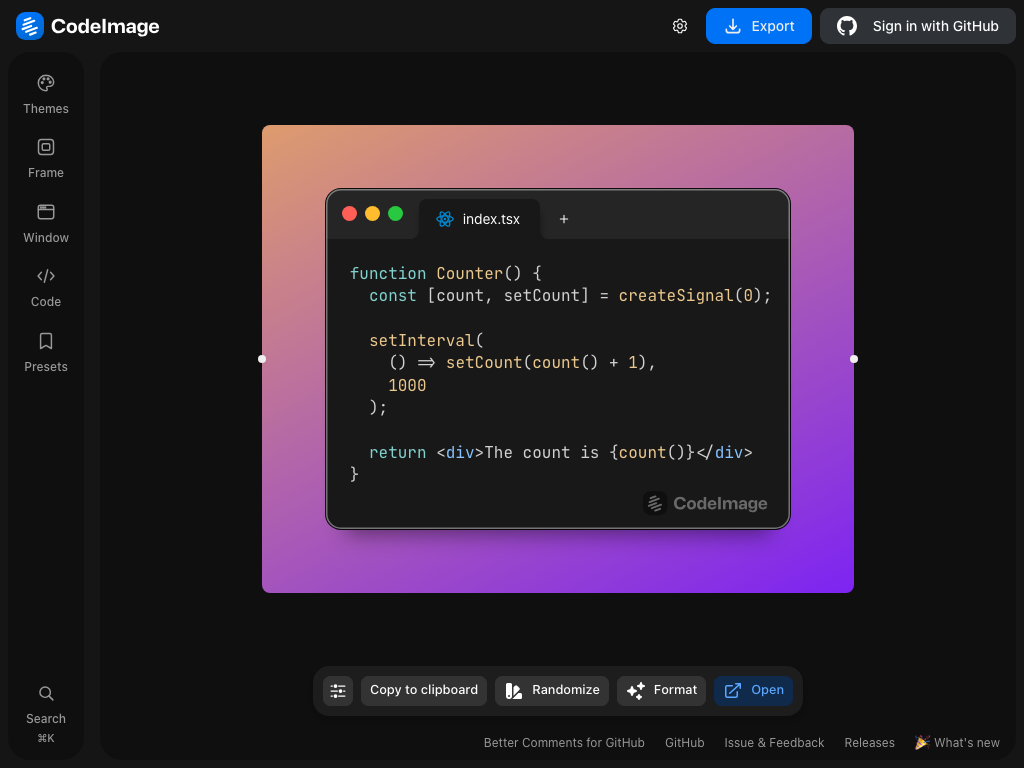 CodeImage
Export
Sign in with GitHub
Themes
Frame
Window
Code
Presets
index.tsx
+
function Counter() {
  const [count, setCount] = createSignal(0);

  setInterval(
    () => setCount(count() + 1),
    1000
  );

  return <div>The count is {count()}</div>
}
CodeImage
Copy to clipboard
Randomize
Format
Open
Search
⌘K
Better Comments for GitHub
GitHub
Issue & Feedback
Releases
🎉 What's new